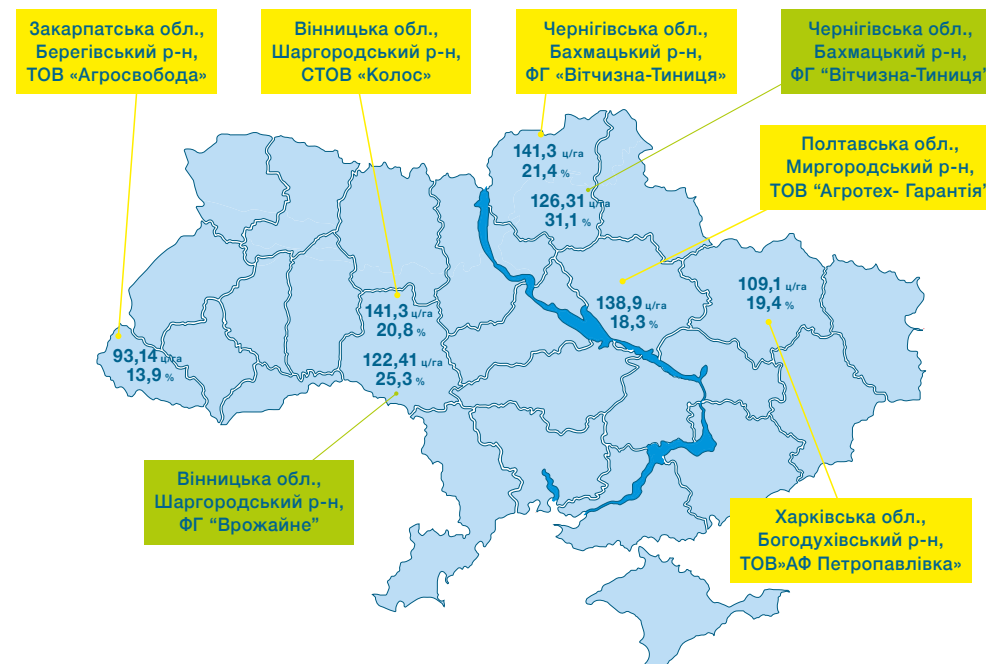 Закарпатська обл.,
Берегівський р-н,
ТОВ «Агросвобода»
Вінницька обл.,
Шаргородський р-н,
СТОВ «Колос»
Чернігівська обл.,
Бахмацький р-н,
ФГ «Вітчизна-Тиниця»
Чернігівська обл.,
Бахмацький р-н,
ФГ “Вітчизна-Тиниця”
Полтавська обл.,
Миргородський р-н,
ТОВ “Агротех- Гарантія”
141,3 ц/га
21,4 %
126,31 ц/га
31,1 %
109,1 ц/га
19,4 %
138,9 ц/га
18,3 %
141,3 ц/га
20,8 %
122,41 ц/га
25,3 %
93,14 ц/га
13,9 %
Вінницька обл.,
Шаргородський р-н,
ФГ “Врожайне”
Харківська обл.,
Богодухівський р-н,
ТОВ»АФ Петропавлівка»